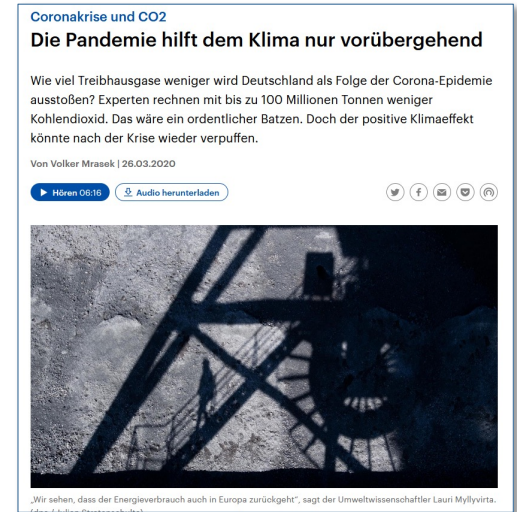 Coronakrise und CO2
Die Pandemie hilft dem Klima nur vorübergehend
Wie viel Treibhausgase weniger wird Deutschland als Folge der Corona-Epidemie
ausstoßen? Experten rechnen mit bis zu 100 Millionen Tonnen weniger
Kohlendioxid. Das wäre ein ordentlicher Batzen. Doch der positive Klimaeffekt
könnte nach der Krise wieder verpuffen.
Von Volker Mrasek | 26.03.2020
Hören 06:16 Audio herunterladen
„Wir sehen, dass der Energieverbrauch auch in Europa zurückgeht“, sagt der Umweltwissenschaftler Lauri Myllyvirta.